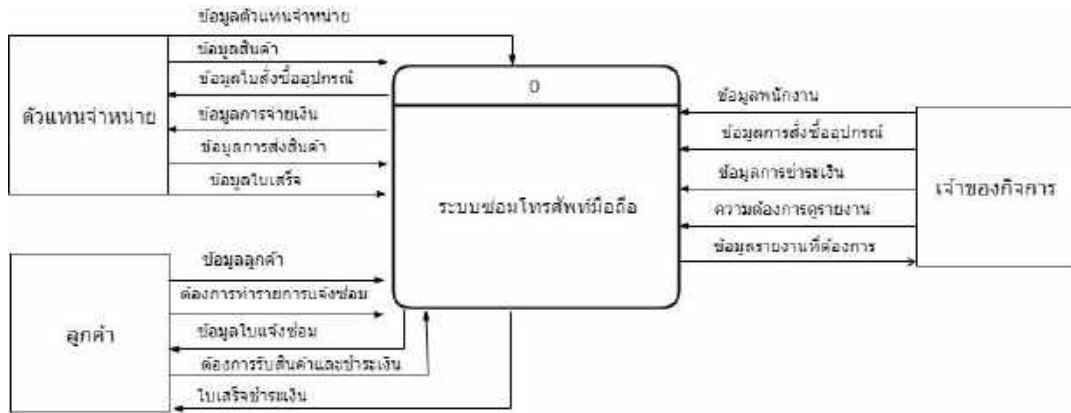 ข้อมูลตัวแทนจำหน่าย
ข้อมูลสินค้า
ข้อมูลใบสั่งซื้ออุปกรณ์
ข้อมูลการจ่ายเงิน
ข้อมูลการส่งสินค้า
ข้อมูลใบเสร็จ
ตัวแทนจำหน่าย
0
ระบบซ่อมโทรศัพท์มือถือ
ข้อมูลพนักงาน
ข้อมูลการสั่งซื้ออุปกรณ์
ข้อมูลการชำระเงิน
ความต้องการดูรายงาน
ข้อมูลรายงานที่ต้องการ
เจ้าของกิจการ
ข้อมูลลูกค้า
ต้องการทำรายการแจ้งซ่อม
ข้อมูลใบแจ้งซ่อม
ต้องการรับสินค้าและชำระเงิน
ใบเสร็จชำระเงิน
ลูกค้า